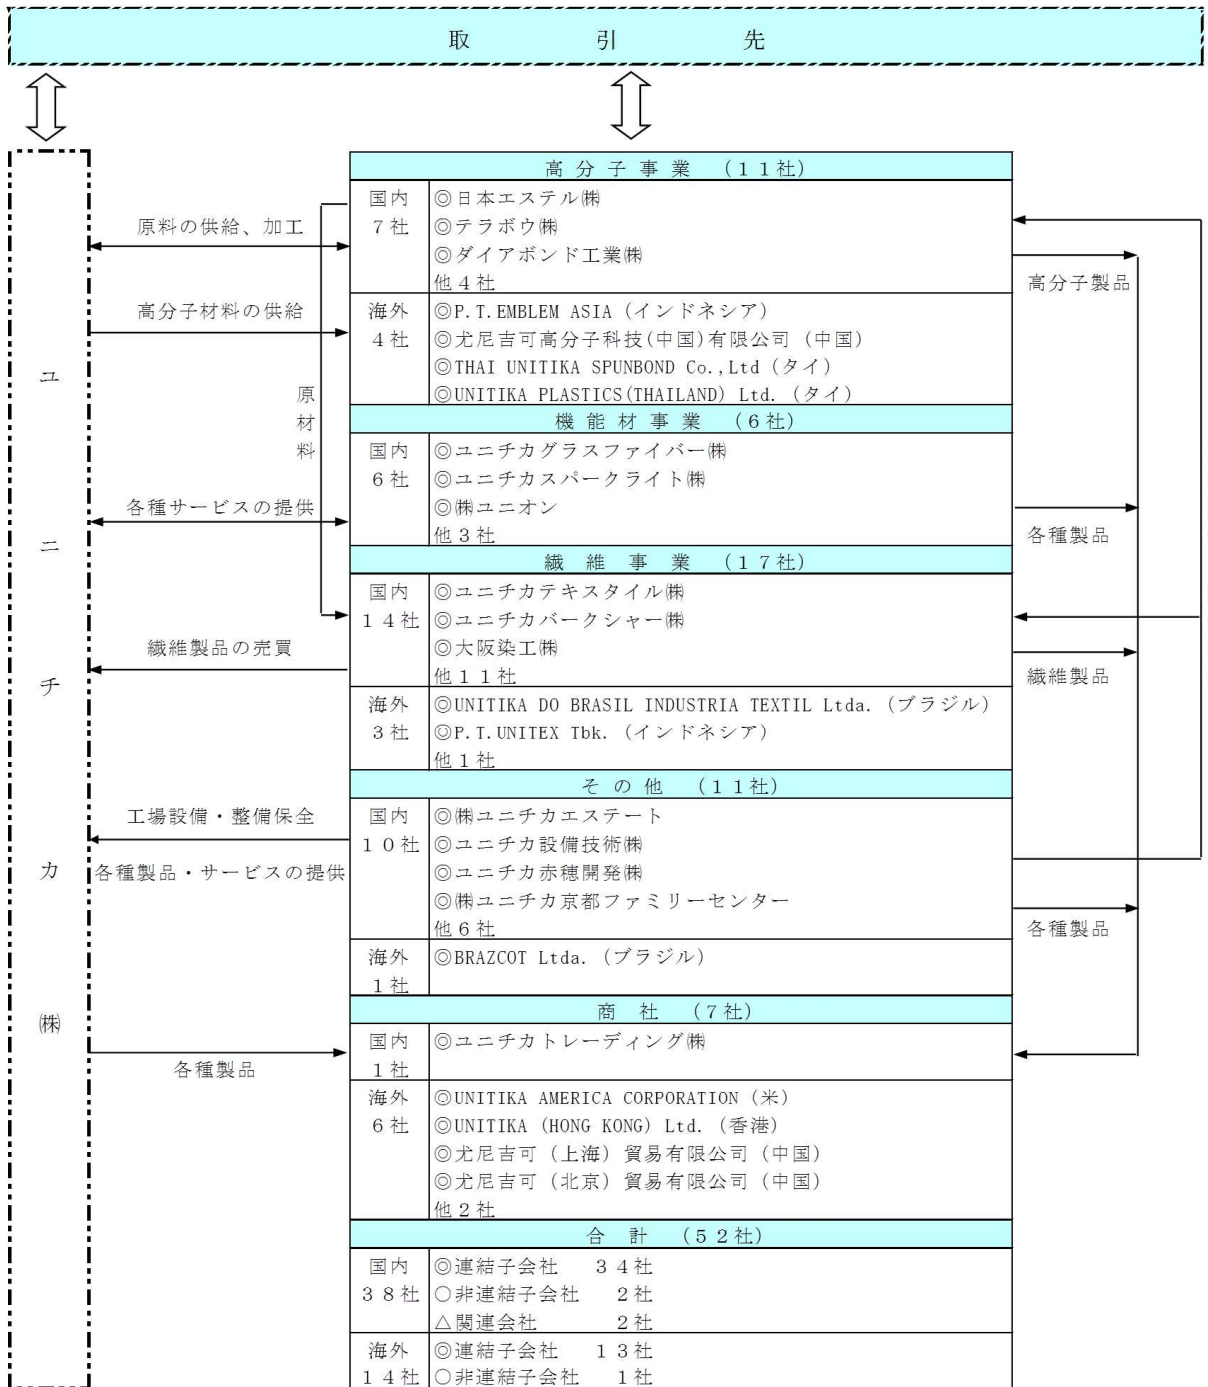 取引先
ユニチカ㈱
原料の供給、加工
高分子材料の供給
原材料
各種サービスの提供
繊維製品の売買
工場設備・整備保全
各種製品・サービスの提供
各種製品
高分子事業 (11社)
国内 ◎日本エステル㈱
7社 ◎テラボウ㈱
◎ダイアボンド工業㈱
他4社
海外 ◎P.T.EMBLEM ASIA (インドネシア)
4社 ◎尤尼吉可高分子科技(中国)有限公司 (中国)
◎THAI UNITIKA SPUNBOND Co.,Ltd (タイ)
◎UNITIKA PLASTICS(THAILAND) Ltd. (タイ)
機能材事業 (6社)
国内 ◎ユニチカグラスファイバー㈱
6社 ◎ユニチカスパークライト㈱
◎㈱ユニオン
他3社
繊維事業 (17社)
国内 ◎ユニチカテキスタイル㈱
14社 ◎ユニチカバークシャー㈱
◎大阪染工㈱
他11社
海外 ◎UNITIKA DO BRASIL INDUSTRIA TEXTIL Ltda. (ブラジル)
3社 ◎P.T.UNITEX Tbk. (インドネシア)
他1社
その他 (11社)
国内 ◎㈱ユニチカエステート
10社 ◎ユニチカ設備技術㈱
◎ユニチカ赤穂開発㈱
◎㈱ユニチカ京都ファミリーセンター
他6社
海外 ◎BRAZCOT Ltda. (ブラジル)
1社
商社 (7社)
国内 ◎ユニチカトレーディング㈱
1社
海外 ◎UNITIKA AMERICA CORPORATION (米)
6社 ◎UNITIKA (HONG KONG) Ltd. (香港)
◎尤尼吉可 (上海) 貿易有限公司 (中国)
◎尤尼吉可 (北京) 貿易有限公司 (中国)
他2社
合計 (52社)
国内 ◎連結子会社 34社
38社 ○非連結子会社 2社
△関連会社 2社
海外 ◎連結子会社 13社
14社 ○非連結子会社 1社
高分子製品
各種製品
繊維製品
各種製品